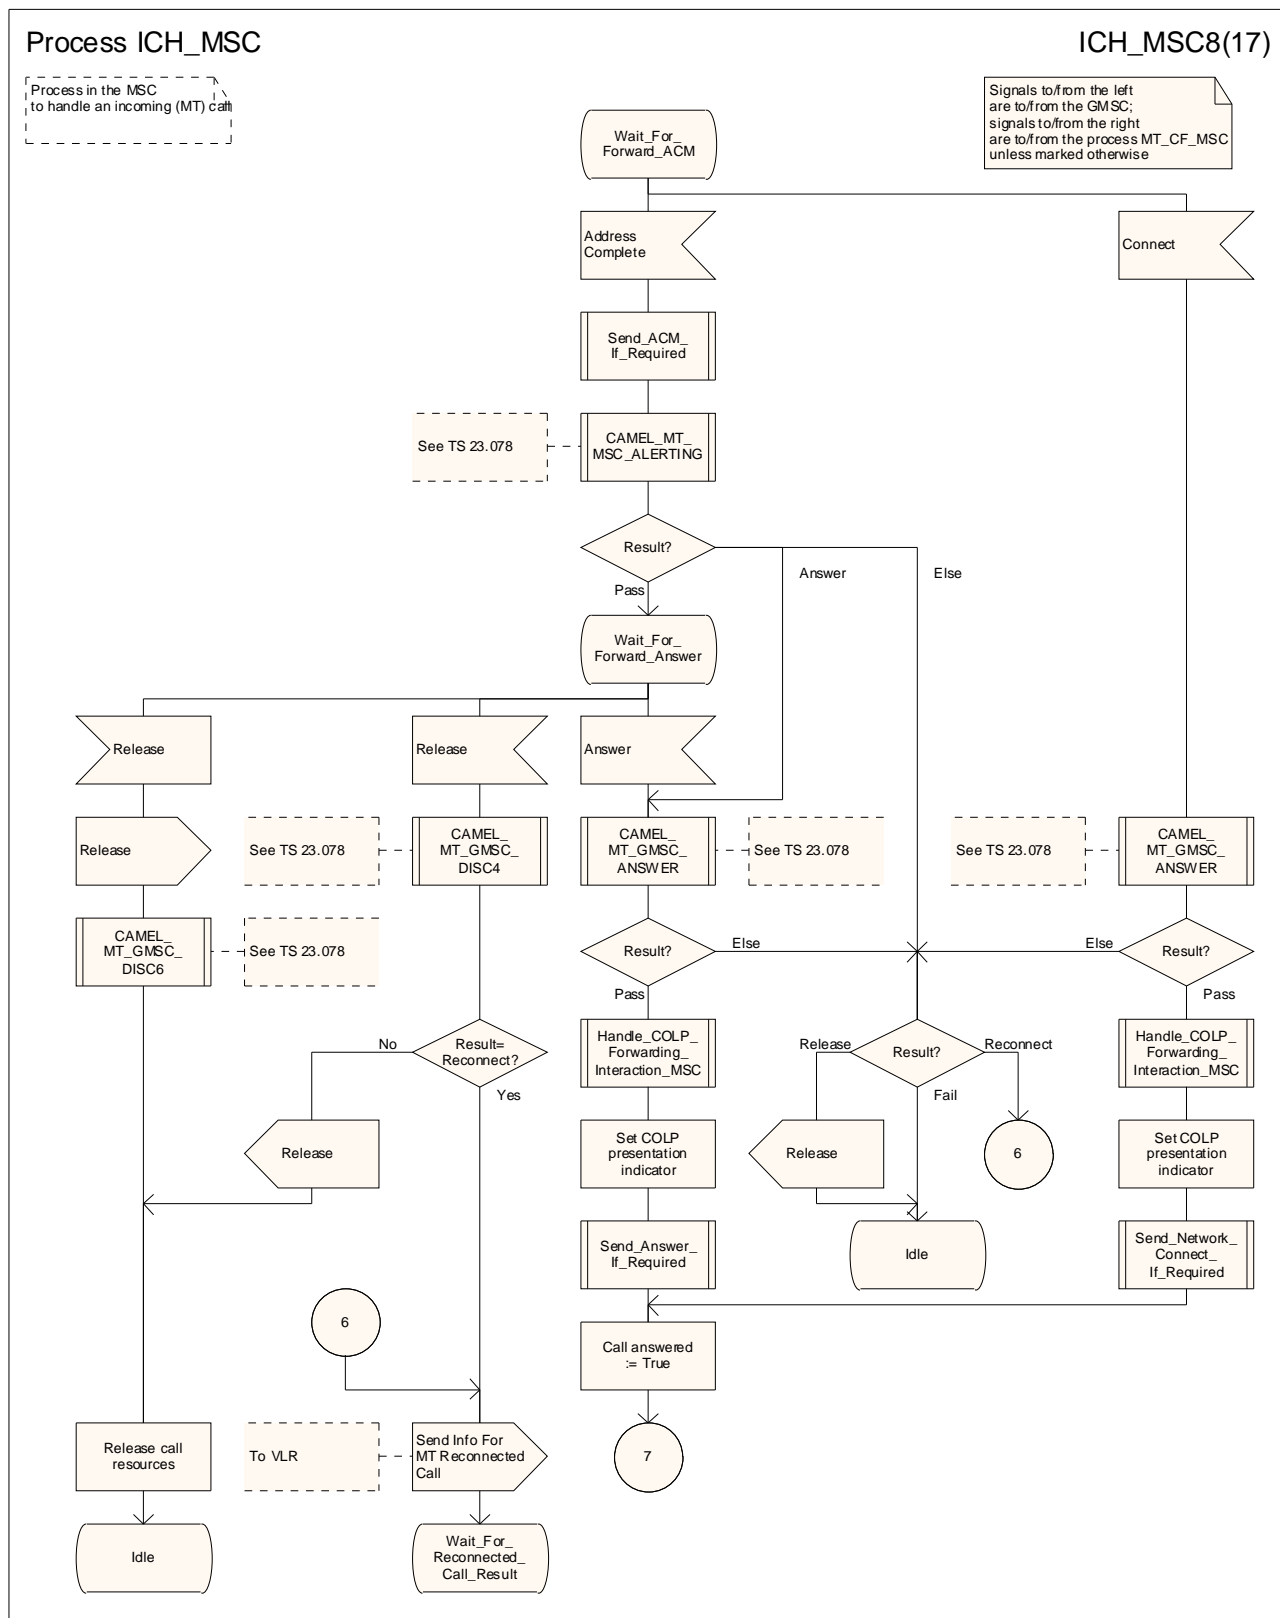 Process ICH_MSC
ICH_MSC8(17)
Process in the MSC
to handle an incoming (MT) call
Signals to/from the left
are to/from the GMSC;
signals to/from the right
are to/from the process MT_CF_MSC
unless marked otherwise
Wait_For_
Forward_ACM
Address
Complete
Connect
Send_ACM_
If_Required
See TS 23.078
CAMEL_MT_
MSC_ALERTING
Result?
Answer
Else
Pass
Wait_For_
Forward_Answer
Release
Release
Answer
Release
See TS 23.078
CAMEL_
MT_GMSC_
DISC4
CAMEL_
MT_GMSC_
ANSWER
See TS 23.078
See TS 23.078
CAMEL_
MT_GMSC_
ANSWER
CAMEL_
MT_GMSC_
DISC6
See TS 23.078
Result?
Else
Else
Result?
Pass
Pass
No
Result=
Reconnect?
Yes
Handle_COLP_
Forwarding_
Interaction_MSC
Release
Result?
Reconnect
Fail
Handle_COLP_
Forwarding_
Interaction_MSC
Release
Set COLP
presentation
indicator
Release
6
Set COLP
presentation
indicator
Send_Answer_
If_Required
Idle
Send_Network_
Connect_
If_Required
6
Call answered
:= True
Release call
resources
To VLR
Send Info For
MT Reconnected
Call
7
Idle
Wait_For_
Reconnected_
Call_Result